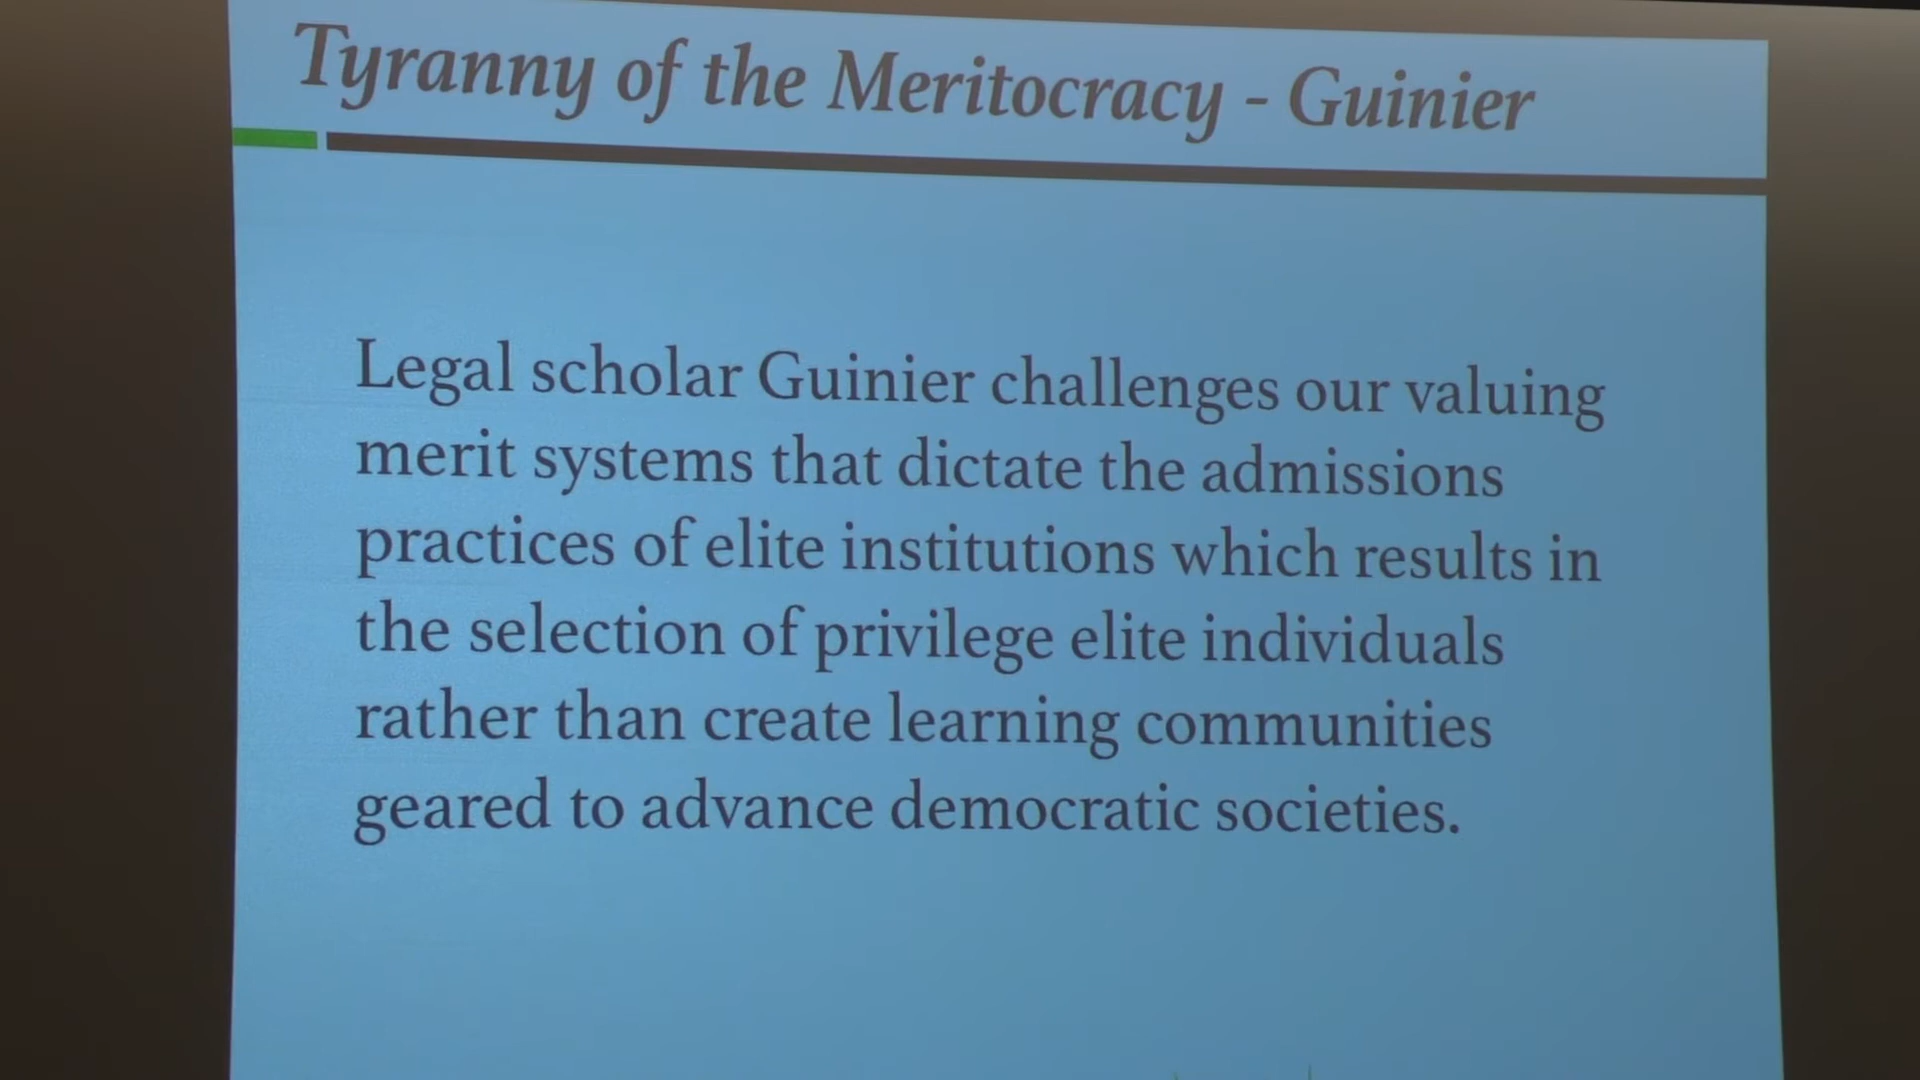 Tyranny of the Meritocracy - Guinier
Legal scholar Guinier challenges our valuing
merit systems that dictate the admissions
practices of elite institutions which results in
the selection of privilege elite individuals
rather than create learning communities
geared to advance democratic societies.